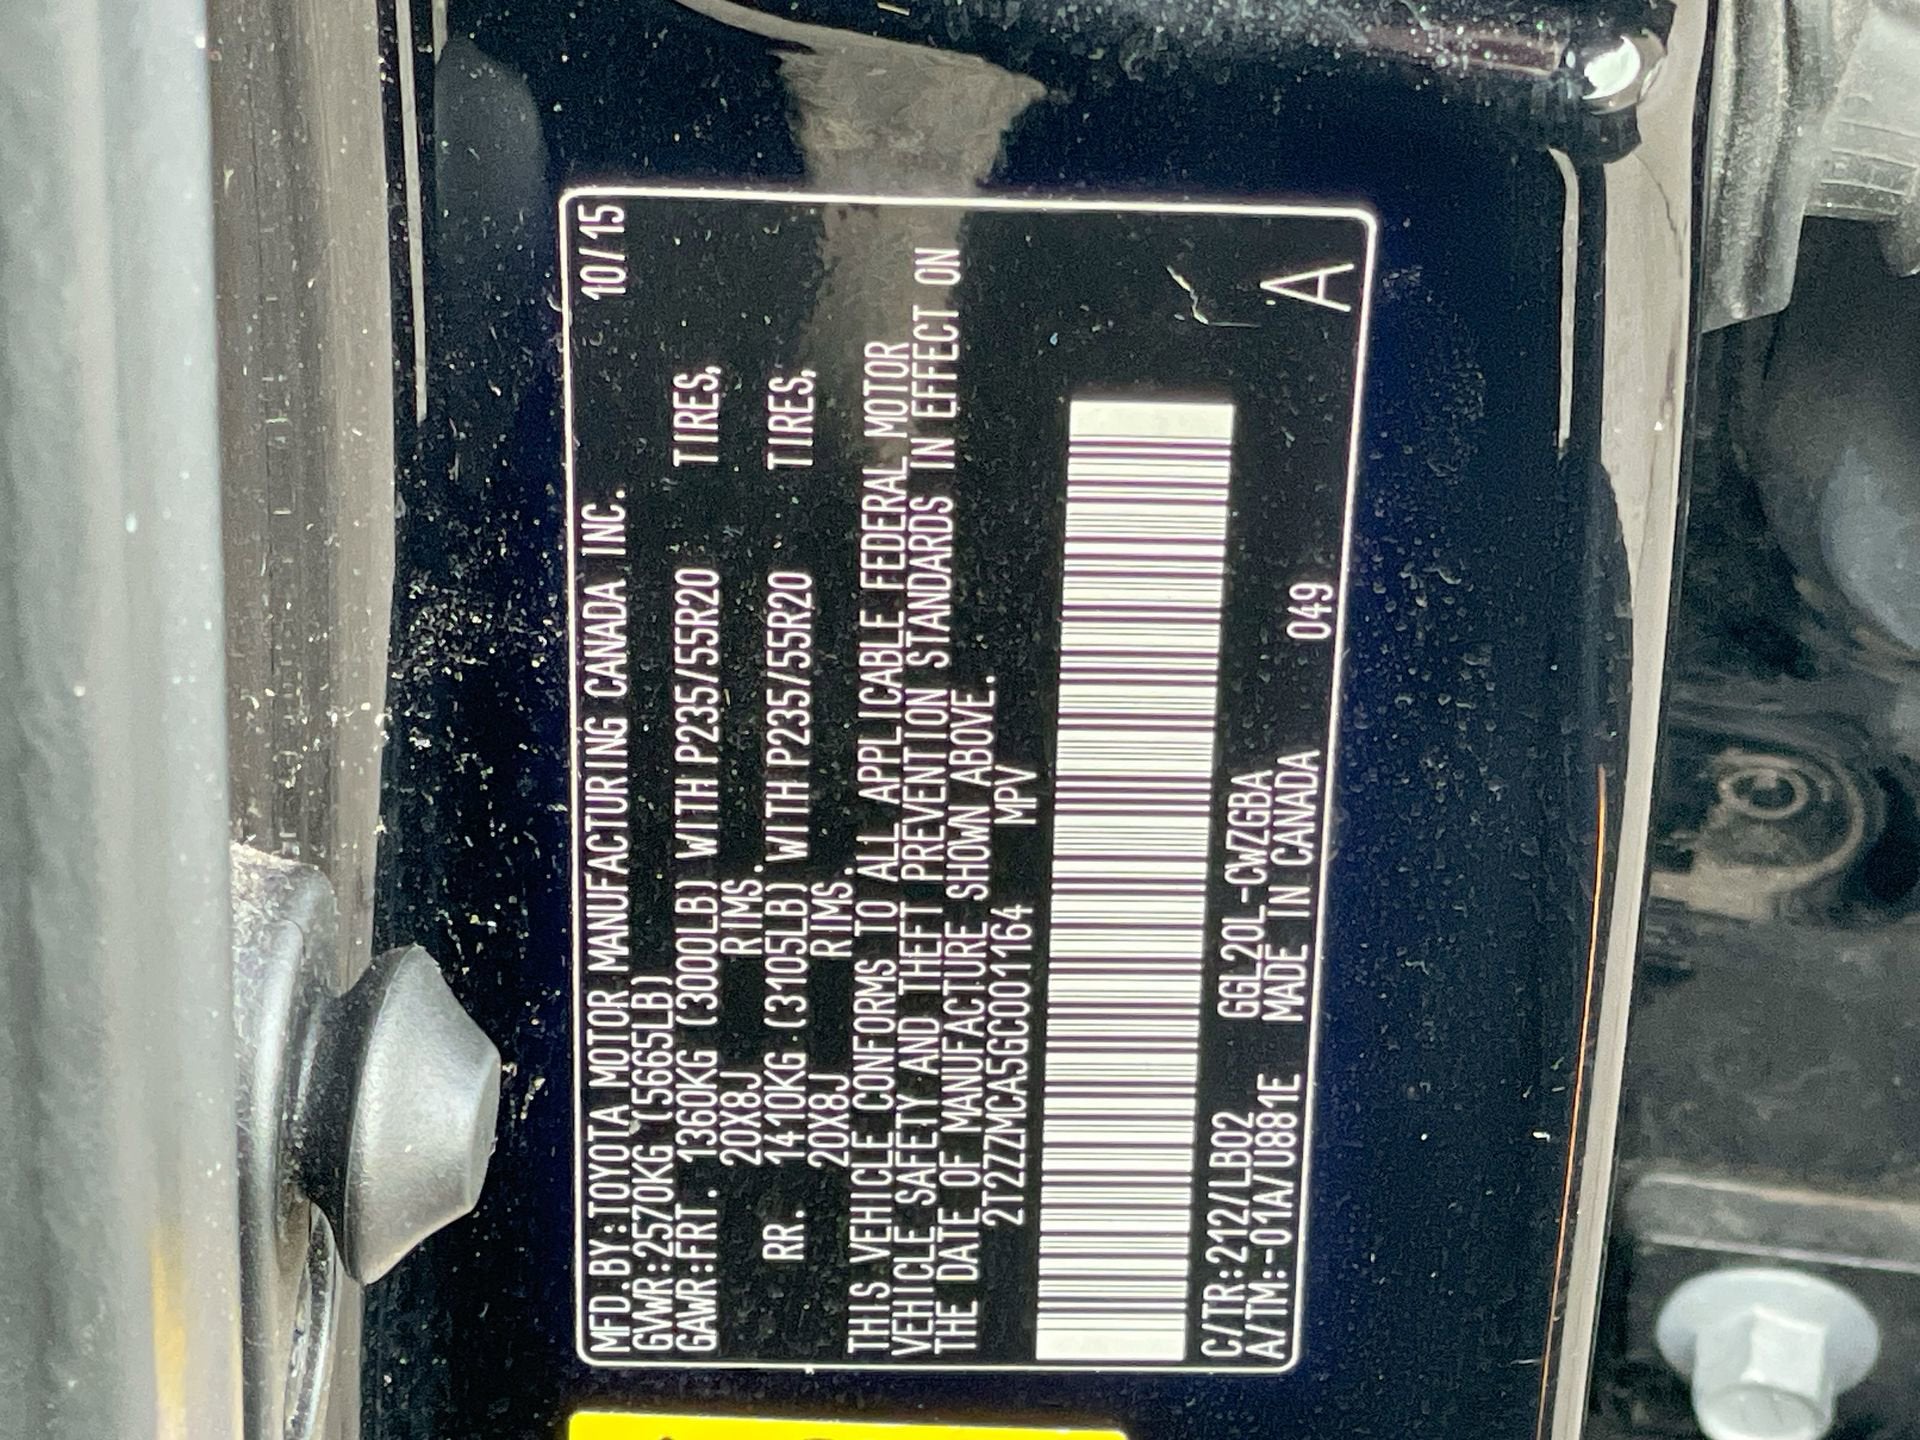 MFD.BY:TOYOTA MOTOR MANUFACTURING CANADA INC. 10/15
GVWR:2570KG (5665LB)
GAWR:FRT. 1360KG (3000LB) WITH P235/55R20 TIRES,
20X8J RIMS.
RR. 1410KG (3105LB) WITH P235/55R20 TIRES,
20X8J RIMS.
THIS VEHICLE CONFORMS TO ALL APPLICABLE FEDERAL MOTOR
VEHICLE SAFETY AND THEFT PREVENTION STANDARDS IN EFFECT ON
THE DATE OF MANUFACTURE SHOWN ABOVE.
2T2ZZMCA5GC001164 MPV
C/TR:212/LB02 GGL20L-CWZGBA
A/TM:-01A/U881E MADE IN CANADA 049
A